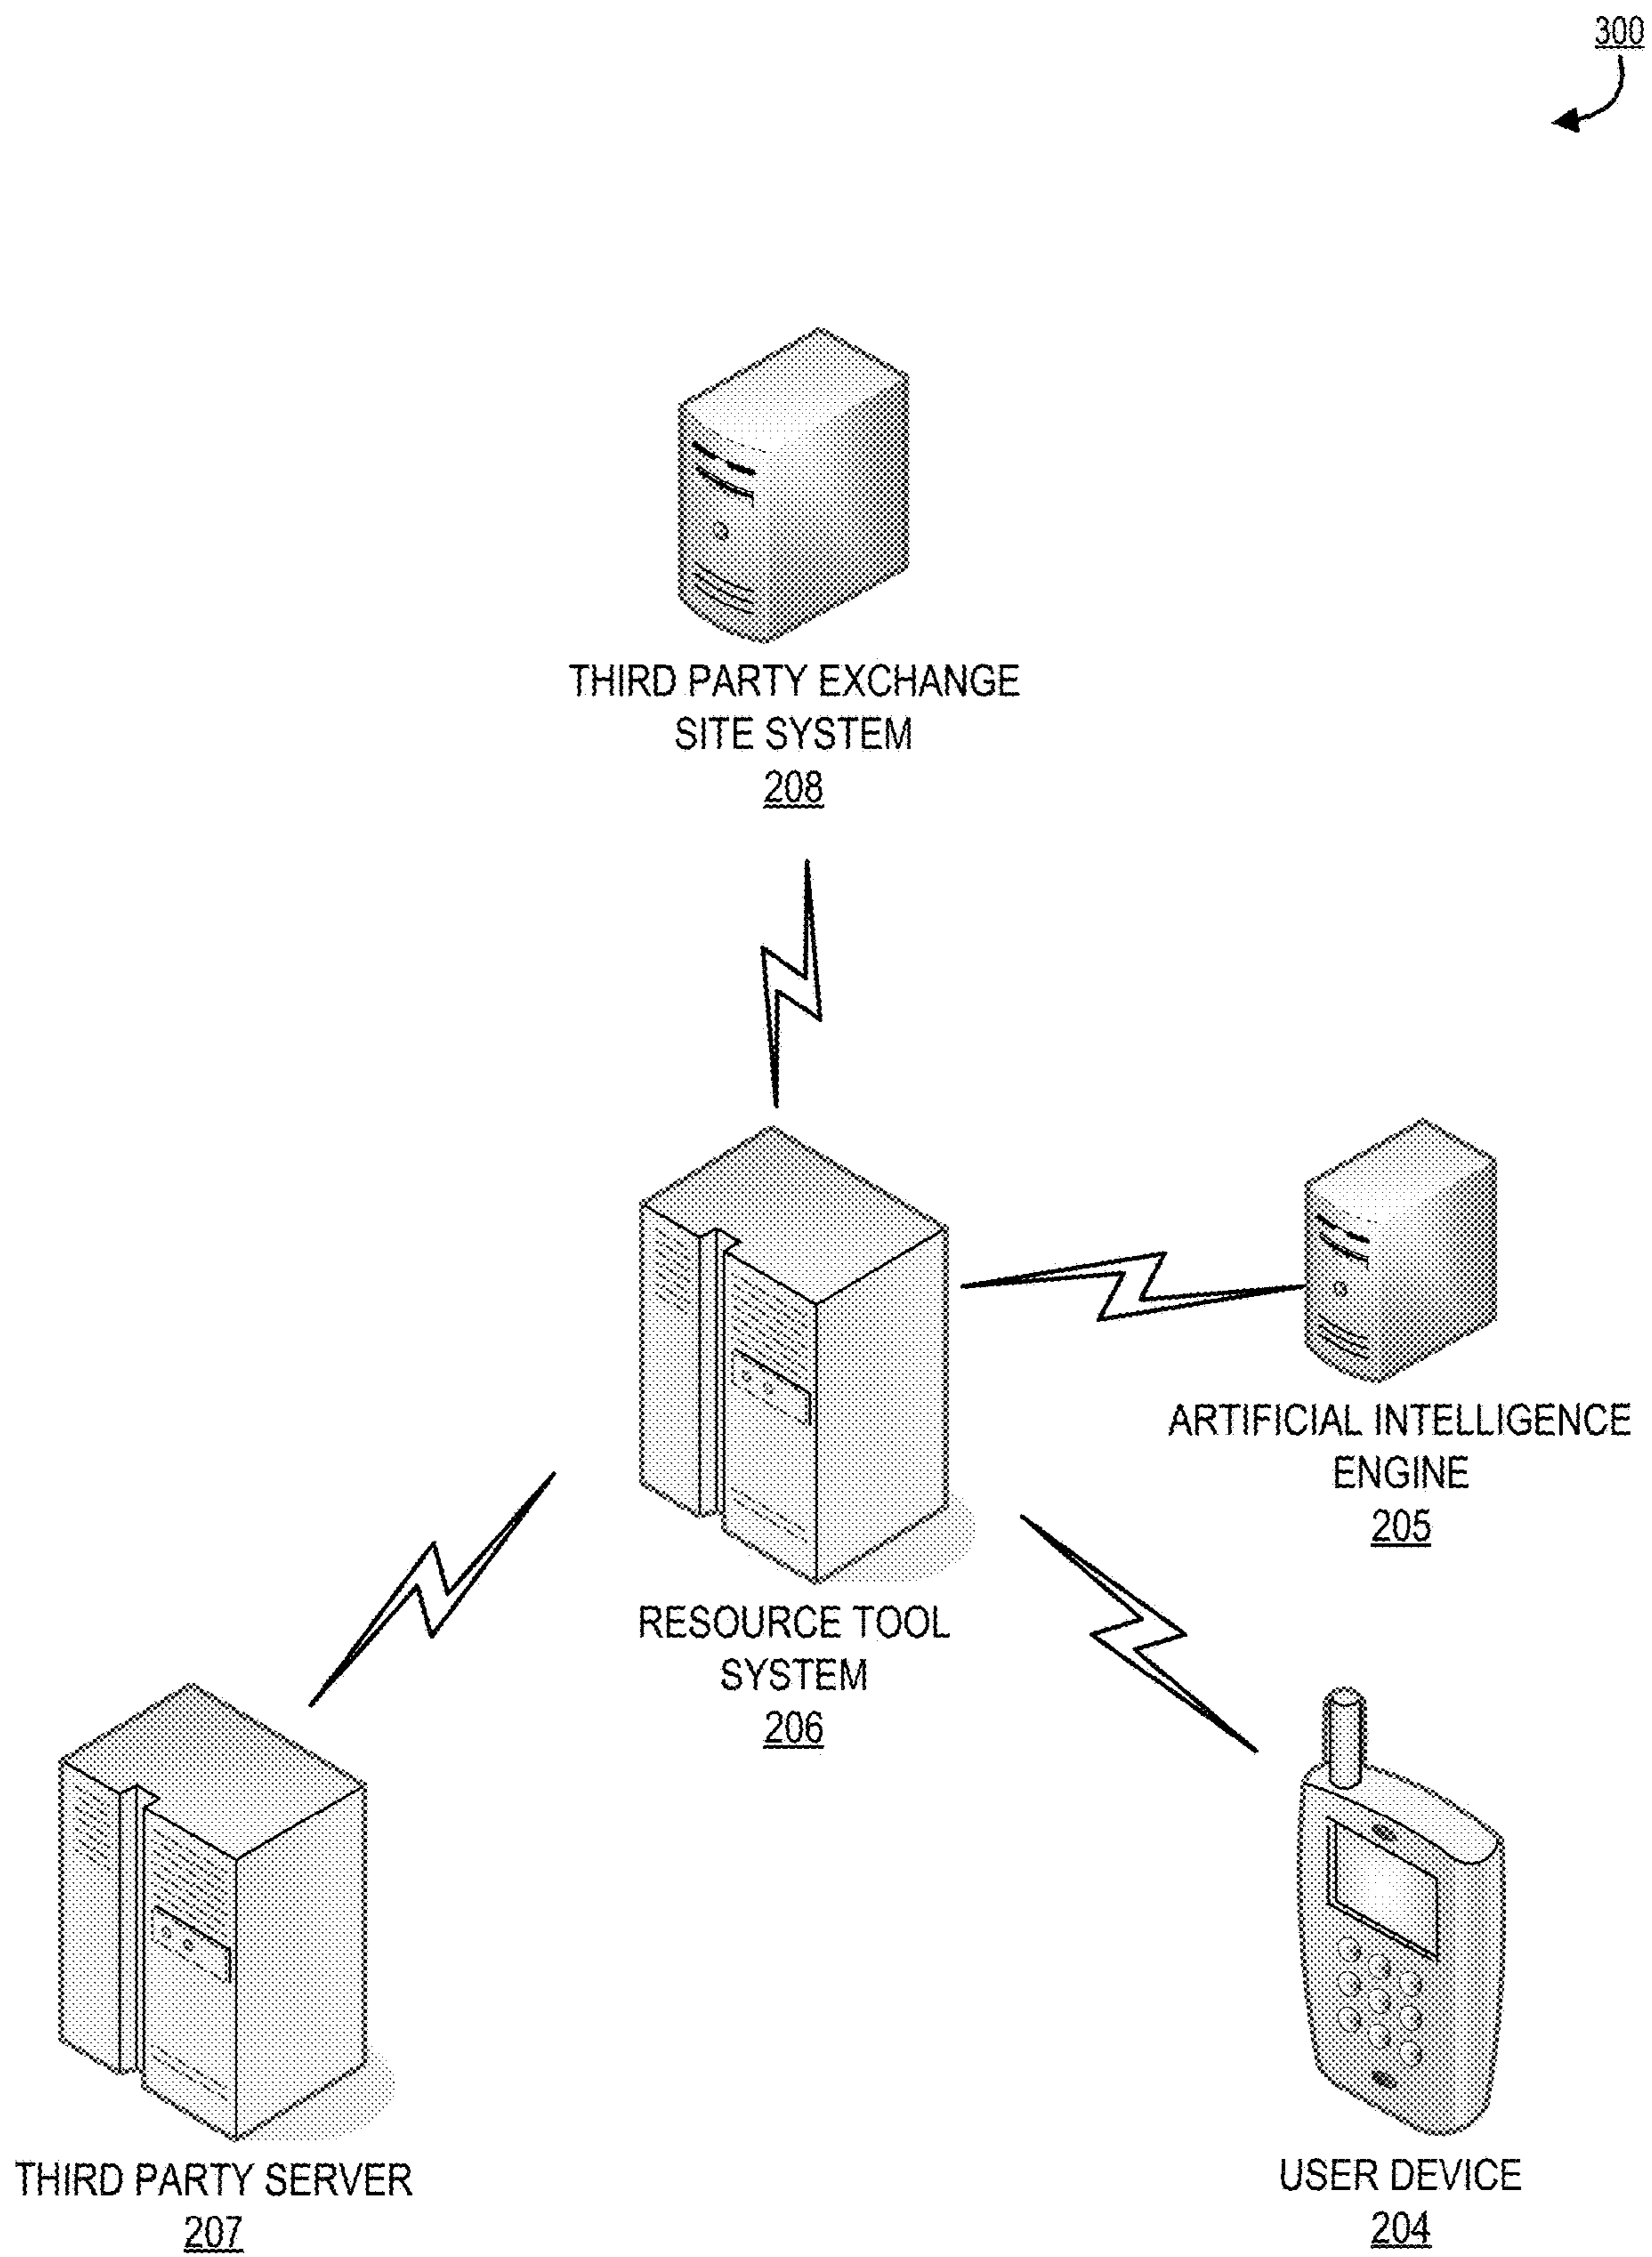 300
THIRD PARTY EXCHANGE
SITE SYSTEM
208
ARTIFICIAL INTELLIGENCE
ENGINE
205
RESOURCE TOOL
SYSTEM
206
THIRD PARTY SERVER
207
USER DEVICE
204